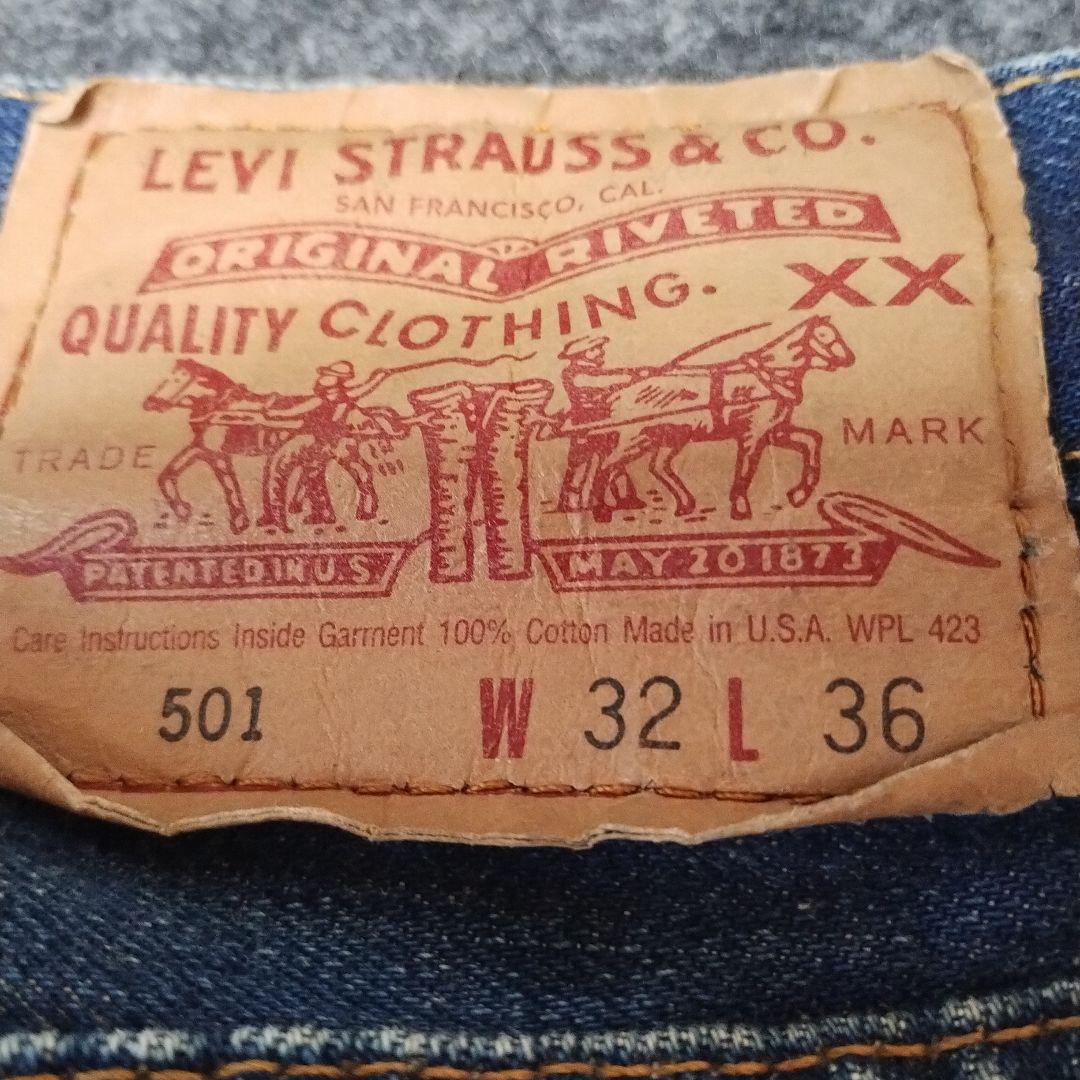 LEVI STRAUSS & CO.
SAN FRANCISCO, CAL.
ORIGINAL RIVETED
QUALITY CLOTHING. XX
TRADE MARK
PATENTED IN U.S MAY 20 1873
Care Instructions Inside Garment 100% Cotton Made in U.S.A. WPL 423
501 W 32 L 36